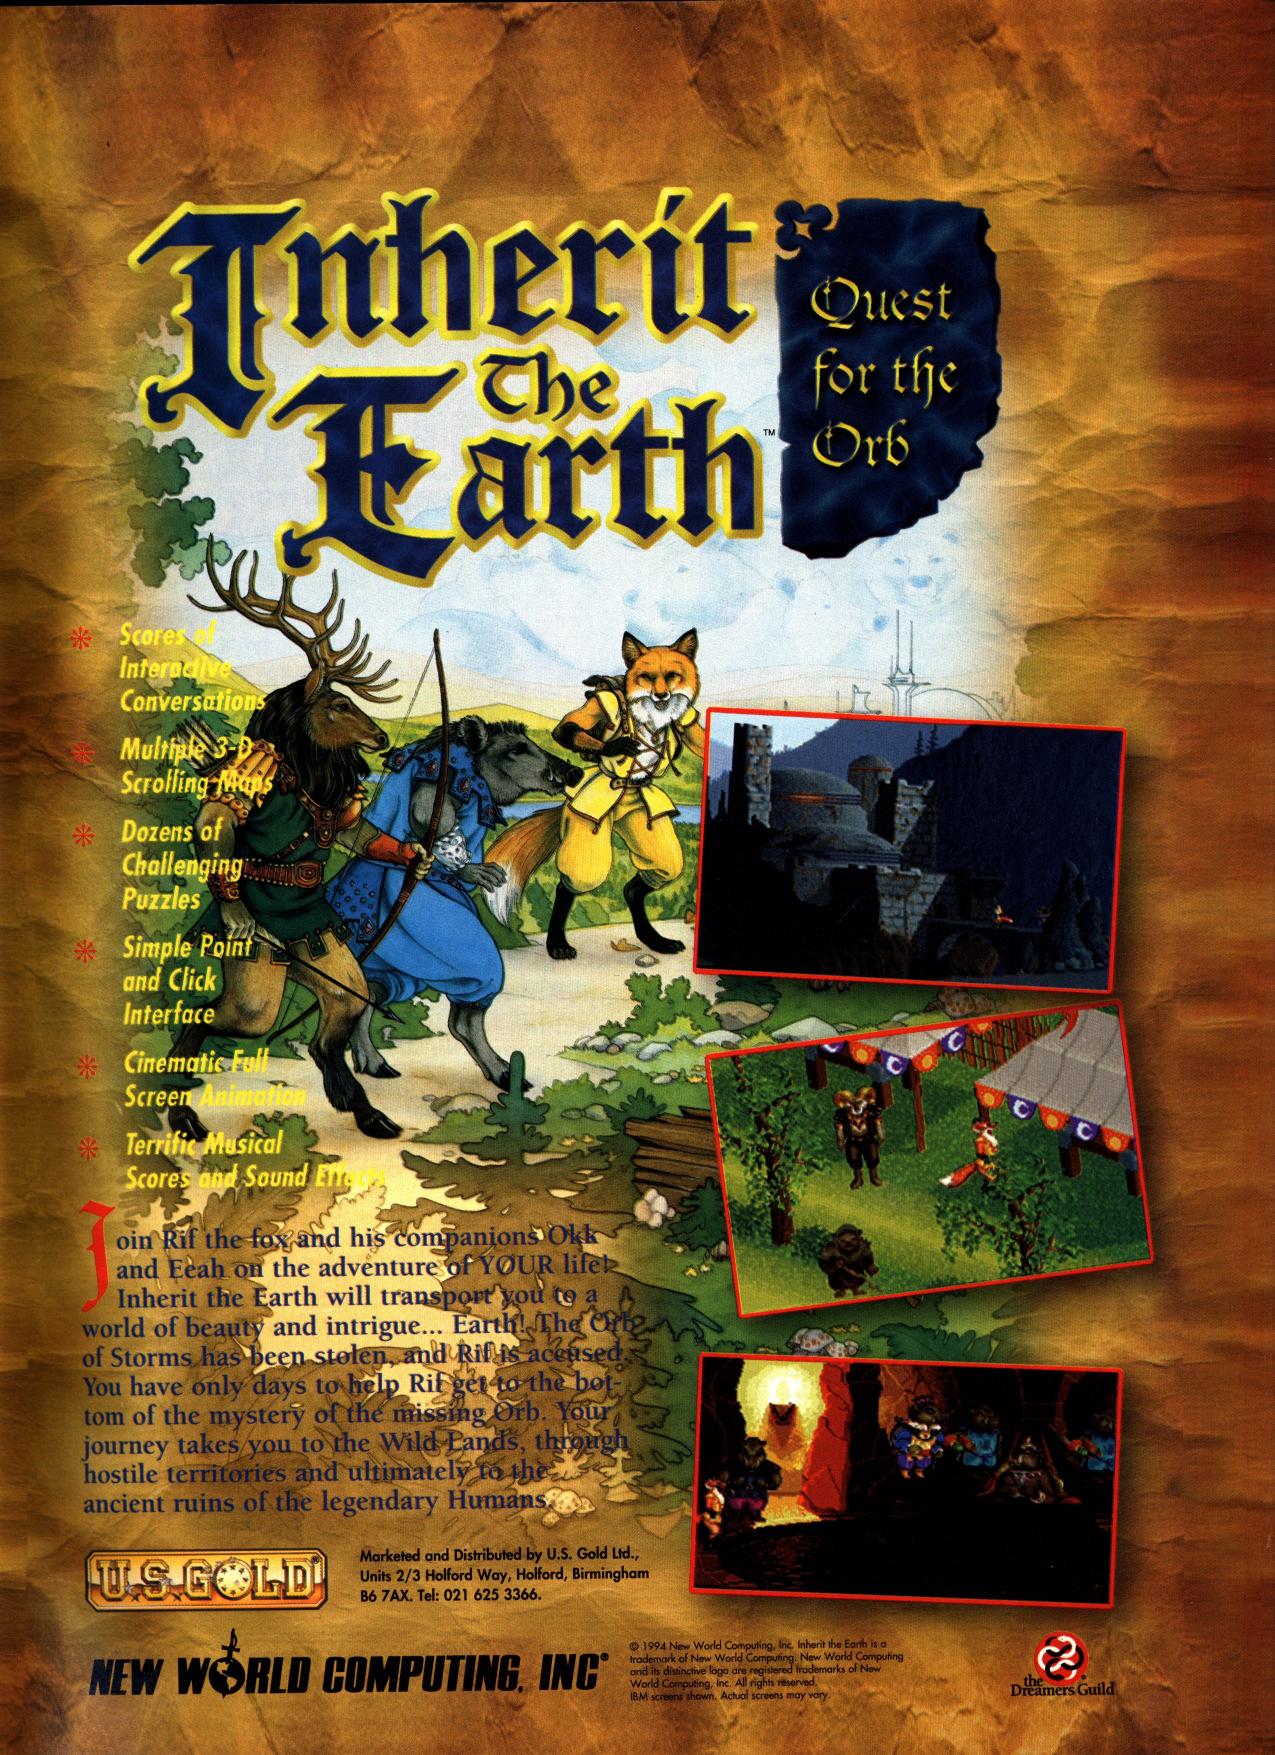 Inherit
The
Earth™
Quest
for the
Orb
Scores of
Interactive
Conversations
Multiple 3-D
Scrolling Maps
Dozens of
Challenging
Puzzles
Simple Point
and Click
Interface
Cinematic Full
Screen Animation
Terrific Musical
Scores and Sound Effects
Join Rif the fox and his companions Okk
and Eeah on the adventure of YOUR life!
Inherit the Earth will transport you to a
world of beauty and intrigue... Earth! The Orb
of Storms has been stolen, and Rif is accused.
You have only days to help Rif get to the bot-
tom of the mystery of the missing Orb. Your
journey takes you to the Wild Lands, through
hostile territories and ultimately to the
ancient ruins of the legendary Humans.
U.S. GOLD®
Marketed and Distributed by U.S. Gold Ltd.,
Units 2/3 Holford Way, Holford, Birmingham
B6 7AX. Tel: 021 625 3366.
NEW WORLD COMPUTING, INC®
© 1994 New World Computing, Inc. Inherit the Earth is a
trademark of New World Computing. New World Computing
and its distinctive logo are registered trademarks of New
World Computing, Inc. All rights reserved.
IBM screens shown. Actual screens may vary.
the
Dreamers Guild®